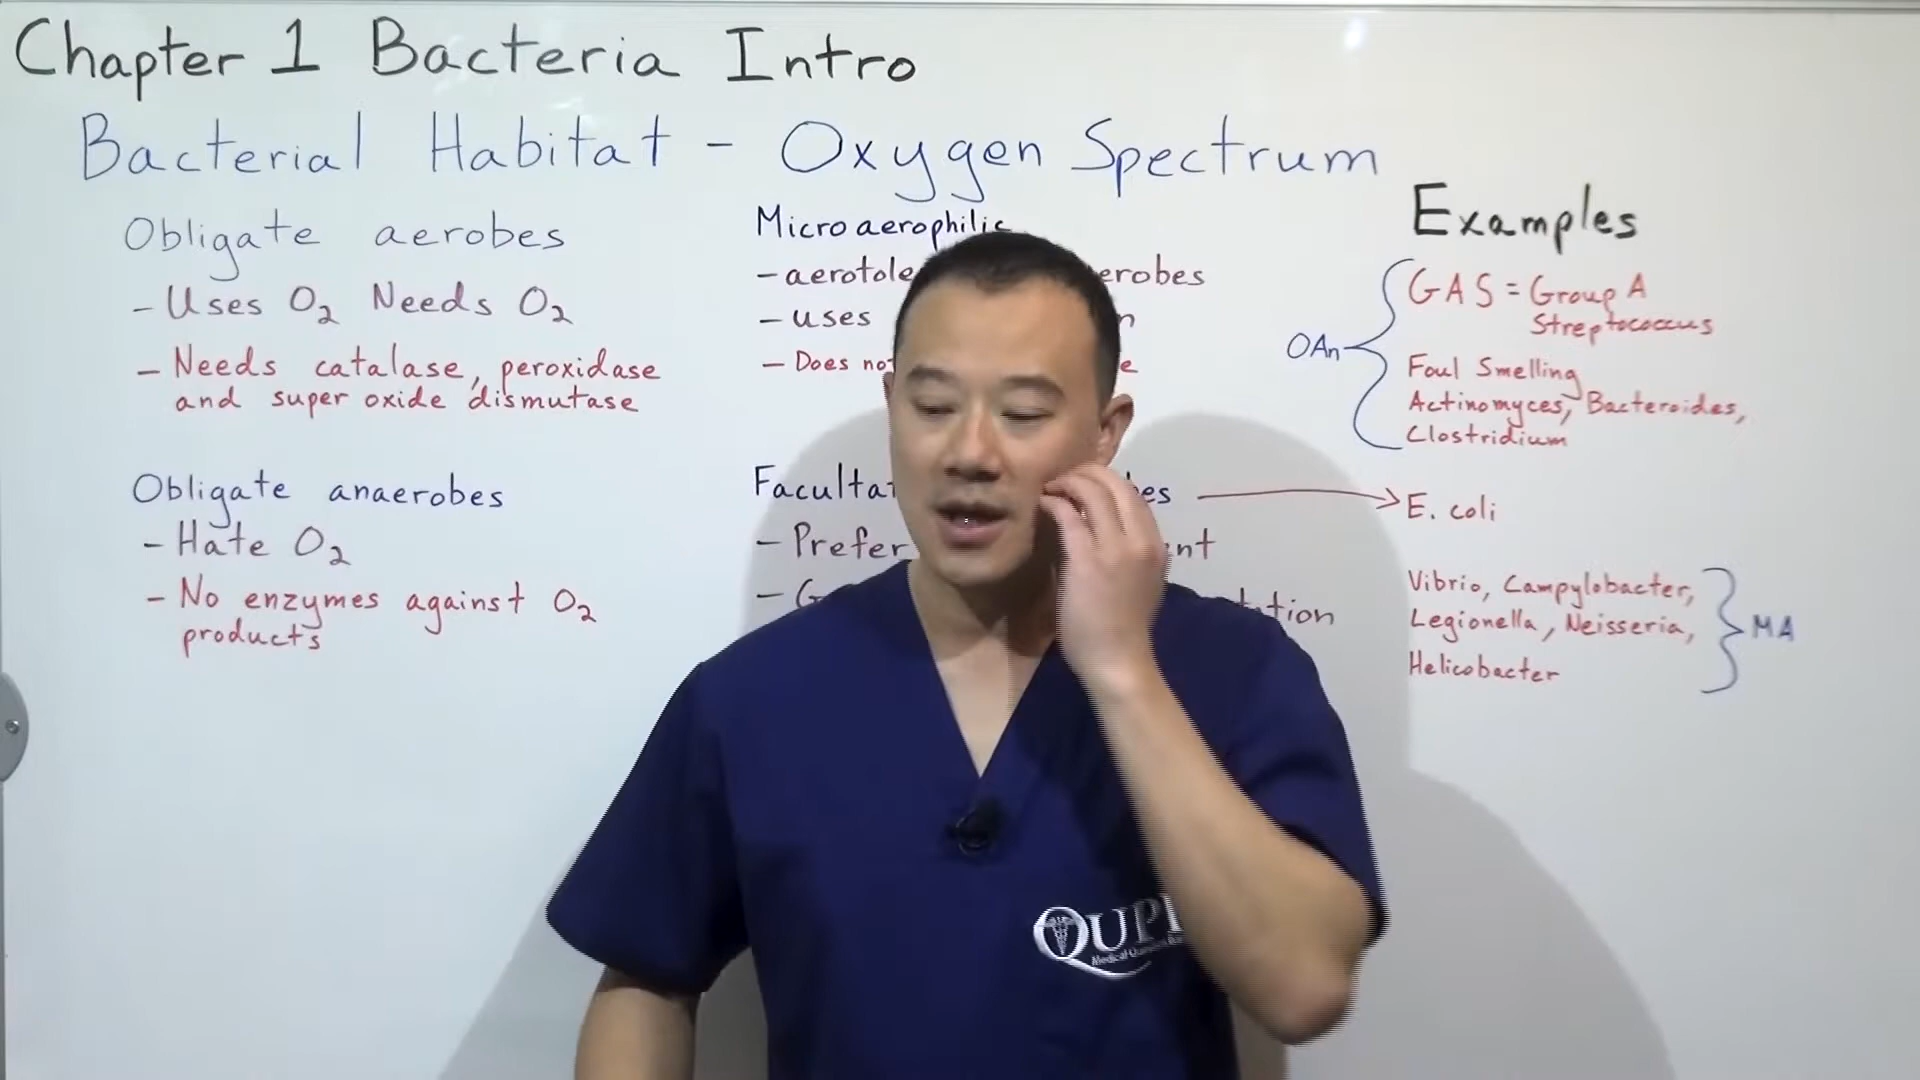 Chapter 1 Bacteria Intro
Bacterial Habitat - Oxygen Spectrum
Obligate aerobes
- Uses O2 Needs O2
- Needs catalase, peroxidase
and super oxide dismutase
Obligate anaerobes
- Hate O2
- No enzymes against O2
products
Microaerophilic
- aerotole erobes
- uses n
- Does not e
Faculta es
- Prefer nt
- G tation
Examples
OAn
GAS = Group A
Streptococcus
Foul Smelling
Actinomyces, Bacteroides,
Clostridium
E. coli
Vibrio, Campylobacter,
Legionella, Neisseria,
Helicobacter
MA
QUP
Medical